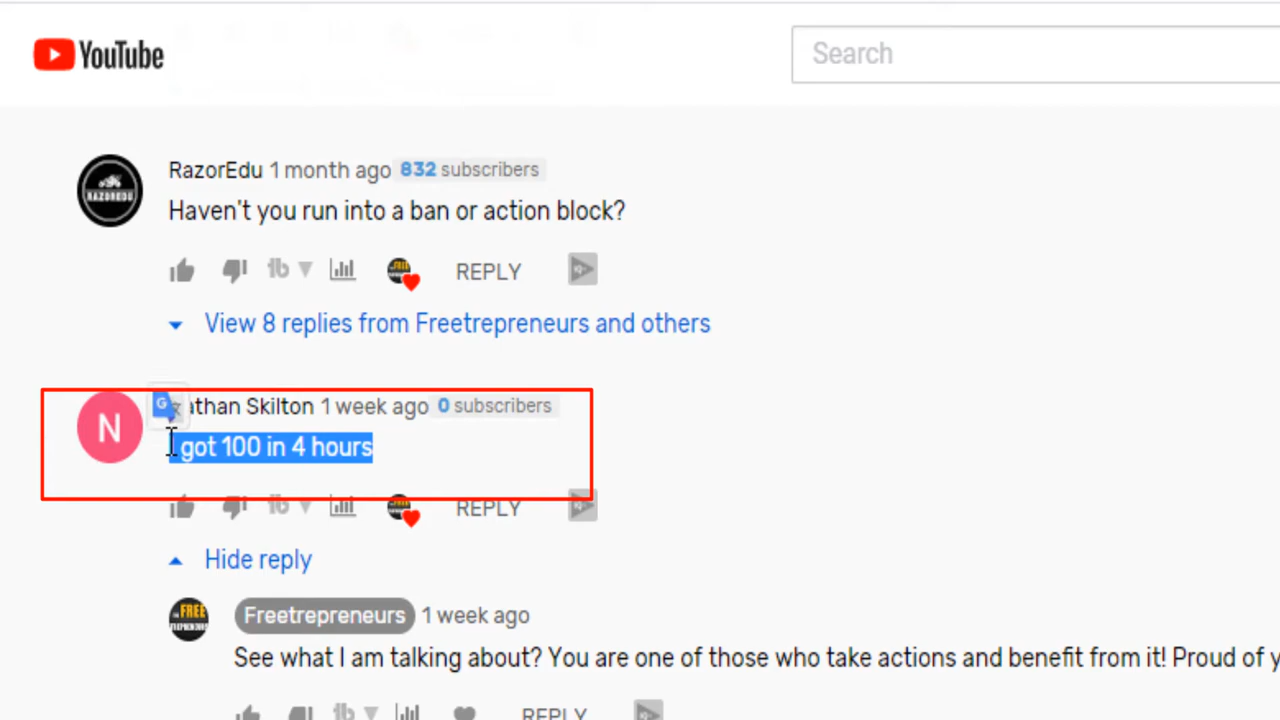 YouTube
Search
RazorEdu 1 month ago 832 subscribers
Haven't you run into a ban or action block?
REPLY
View 8 replies from Freetrepreneurs and others
N
athan Skilton 1 week ago 0 subscribers
I got 100 in 4 hours
REPLY
Hide reply
Freetrepreneurs 1 week ago
See what I am talking about? You are one of those who take actions and benefit from it! Proud of
REPLY